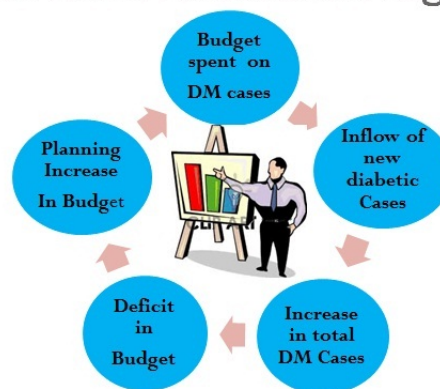 Budget
spent on
DM cases
Inflow of
new
diabetic
Cases
Increase
in total
DM Cases
Deficit
in
Budget
Planning
Increase
In Budget